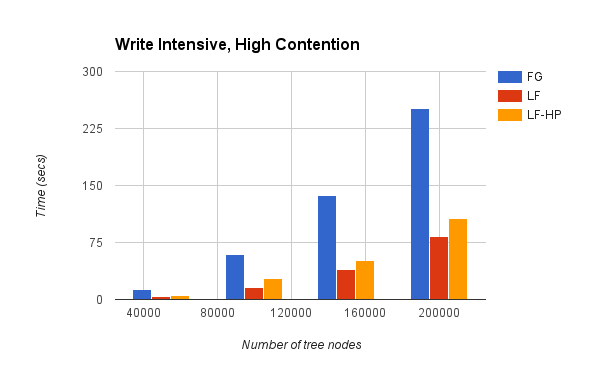 Write Intensive, High Contention
300
225
150
75
0
Time (secs)
FG
LF
LF-HP
40000 80000 120000 160000 200000
Number of tree nodes